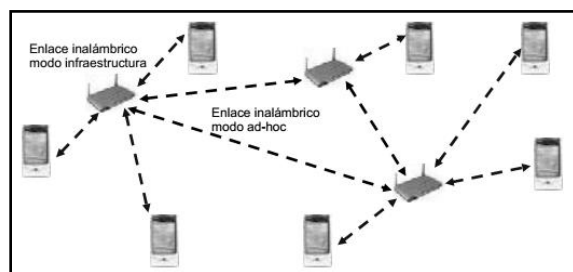 Enlace inalámbrico
modo infraestructura
Enlace inalámbrico
modo ad-hoc